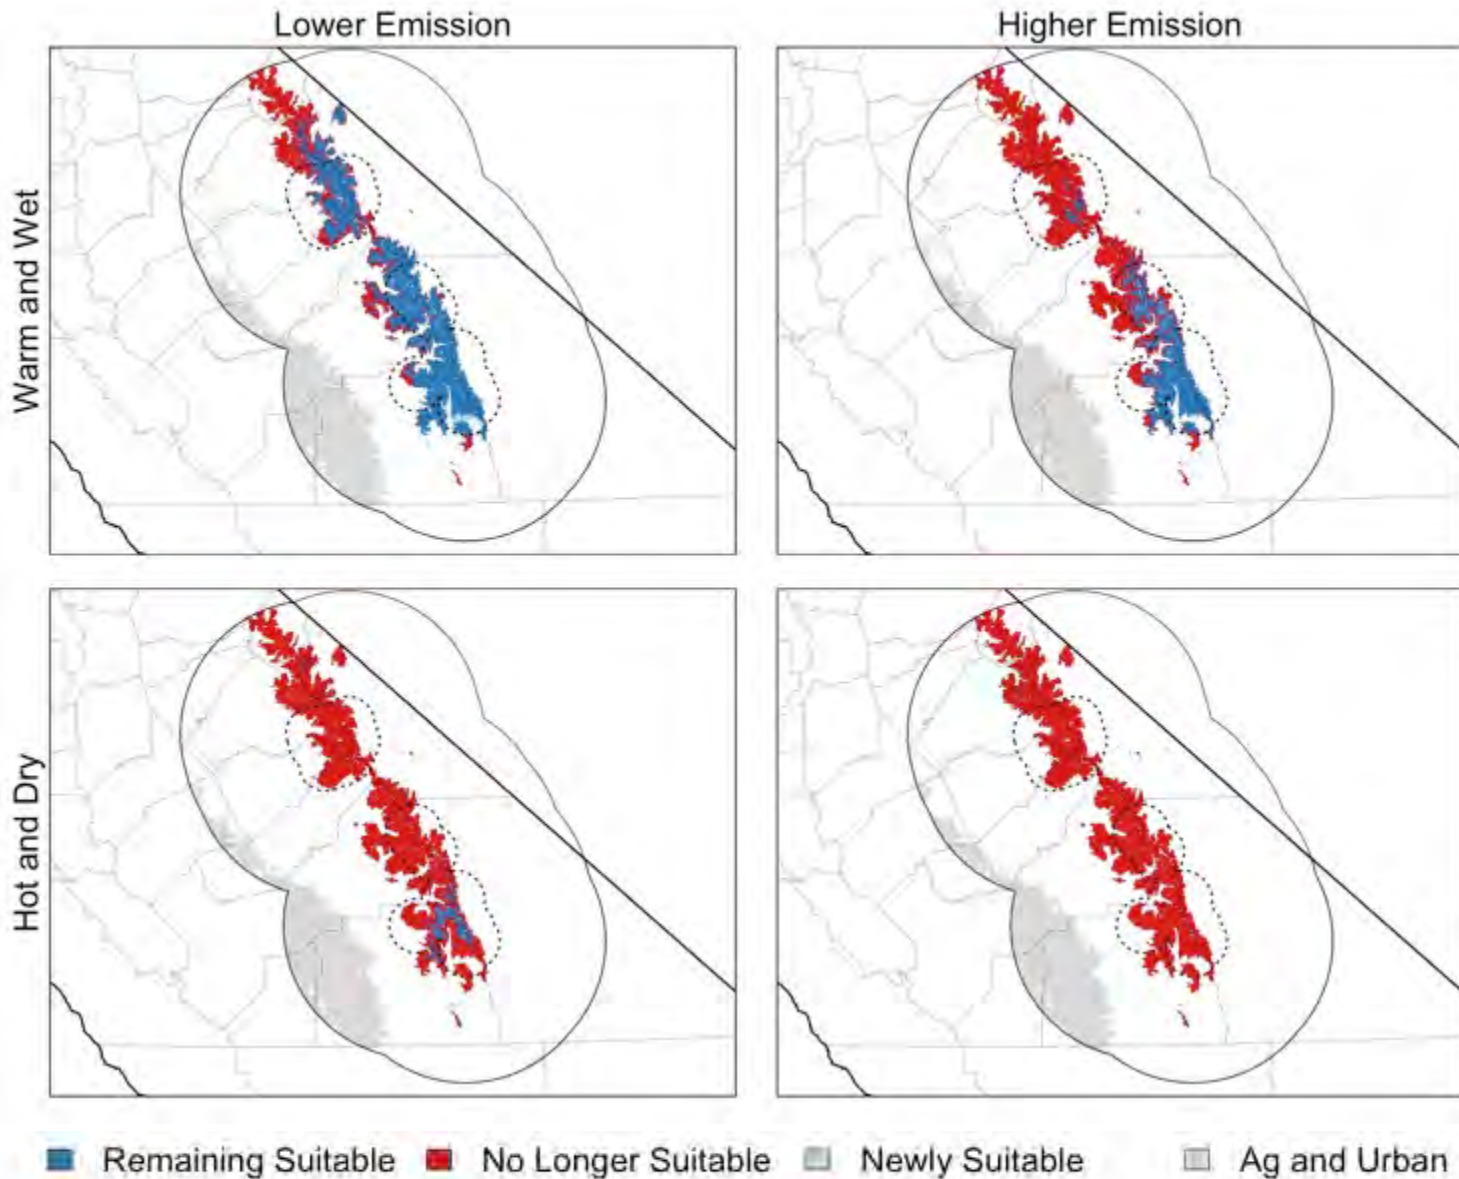 Lower Emission
Higher Emission
Warm and Wet
Hot and Dry
Remaining Suitable No Longer Suitable Newly Suitable Ag and Urban